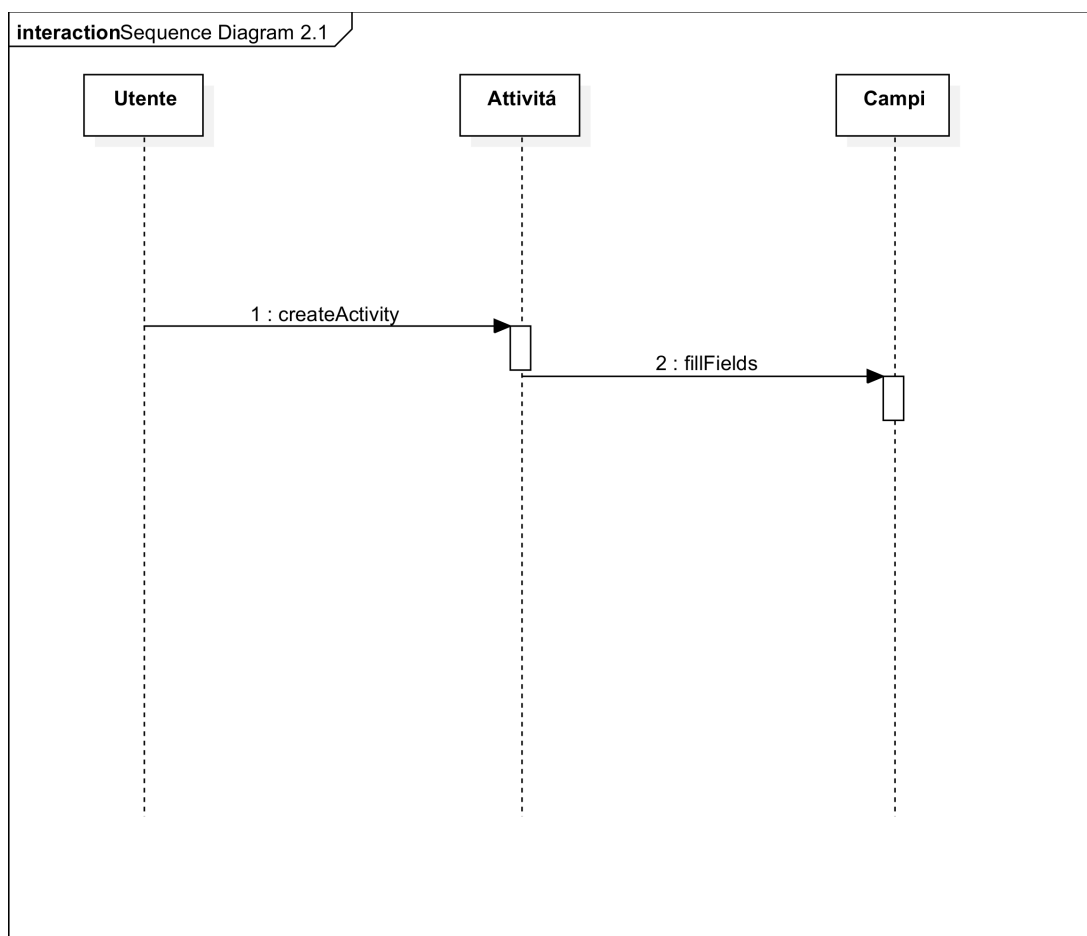 interactionSequence Diagram 2.1
Utente
Attivitá
Campi
1 : createActivity
2 : fillFields